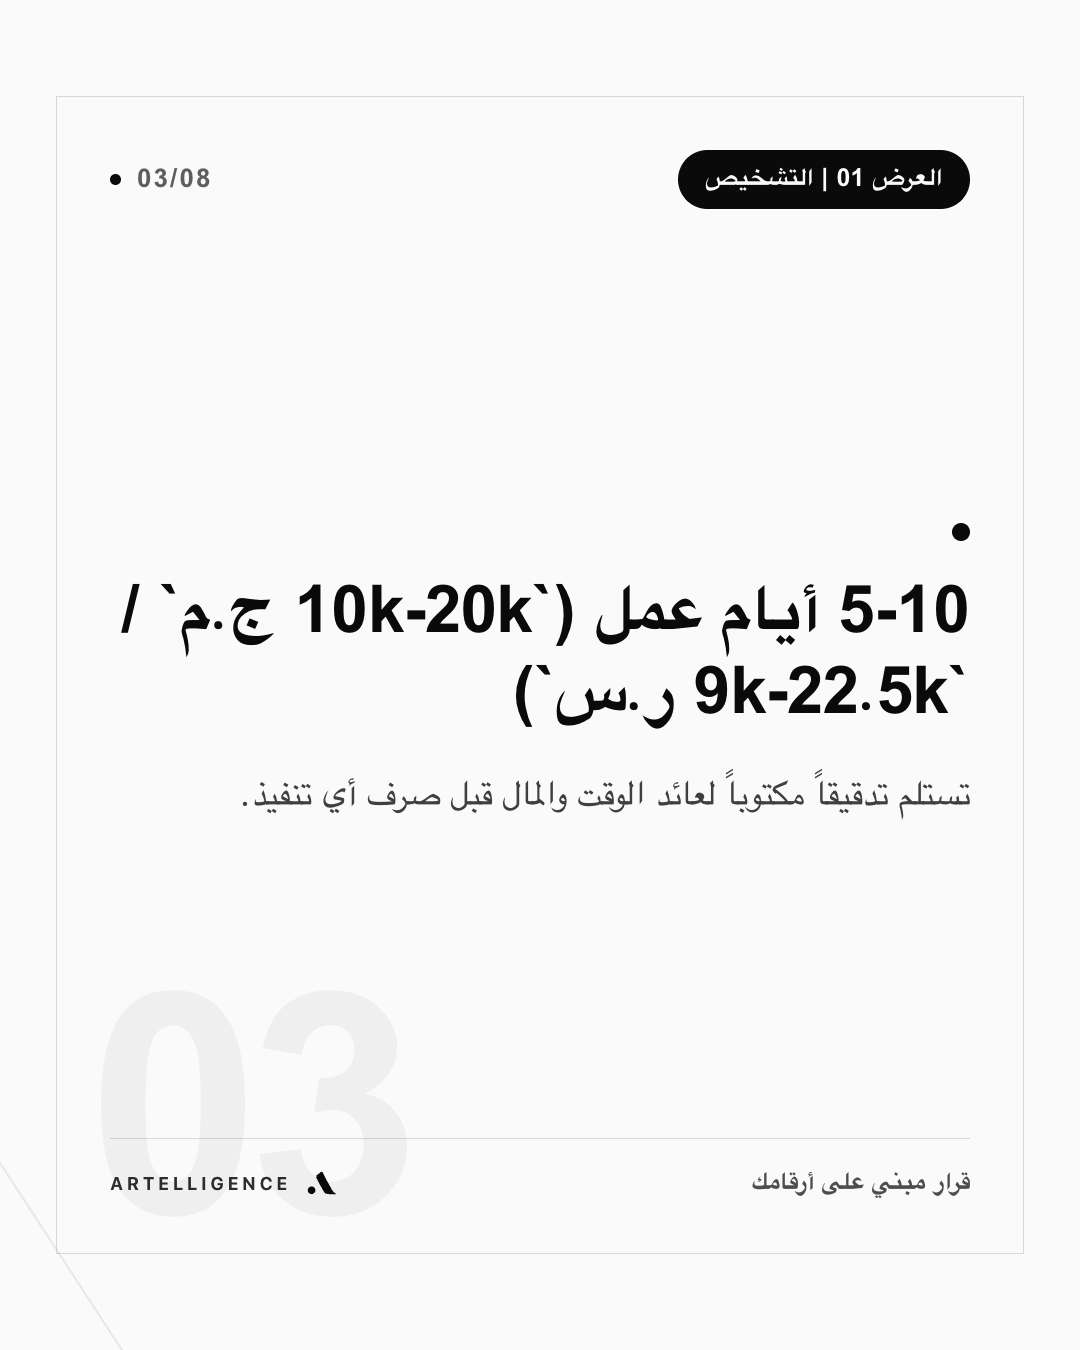 العرض 01 | التشخيص
03/08
5-10 أيام عمل (`10k-20k ج.م` /
`9k-22.5k ر.س`)
تستلم تدقيقاً مكتوباً لعائد الوقت والمال قبل صرف أي تنفيذ.
03
قرار مبني على أرقامك
ARTELLIGENCE